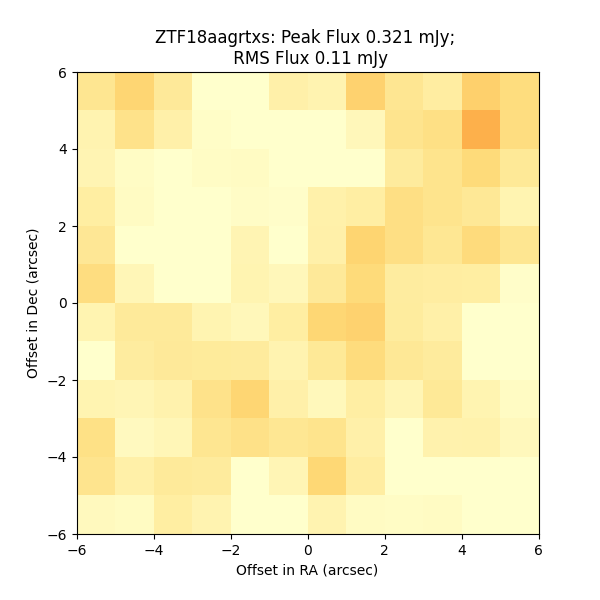 ZTF18aagrtxs: Peak Flux 0.321 mJy;
RMS Flux 0.11 mJy
6
4
2
0
−2
−4
−6
Offset in Dec (arcsec)
−6 −4 −2 0 2 4 6
Offset in RA (arcsec)